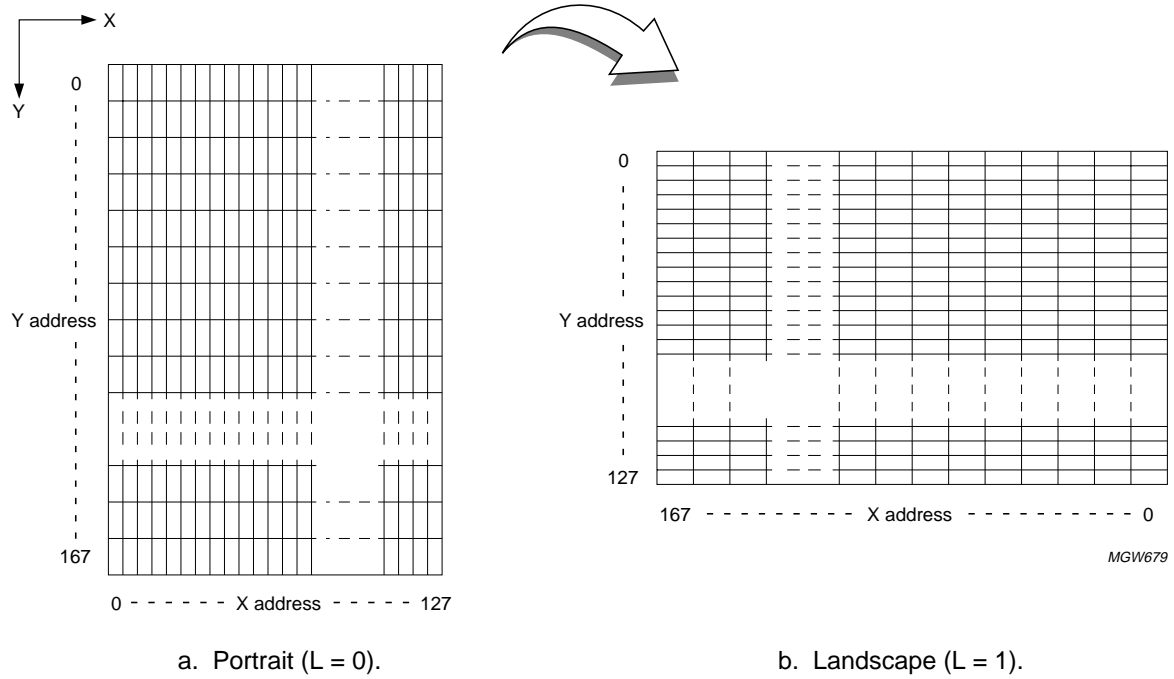 X
Y
0
Y address
167
0 X address 127
a. Portrait (L = 0).
0
Y address
127
167 X address 0
MGW679
b. Landscape (L = 1).